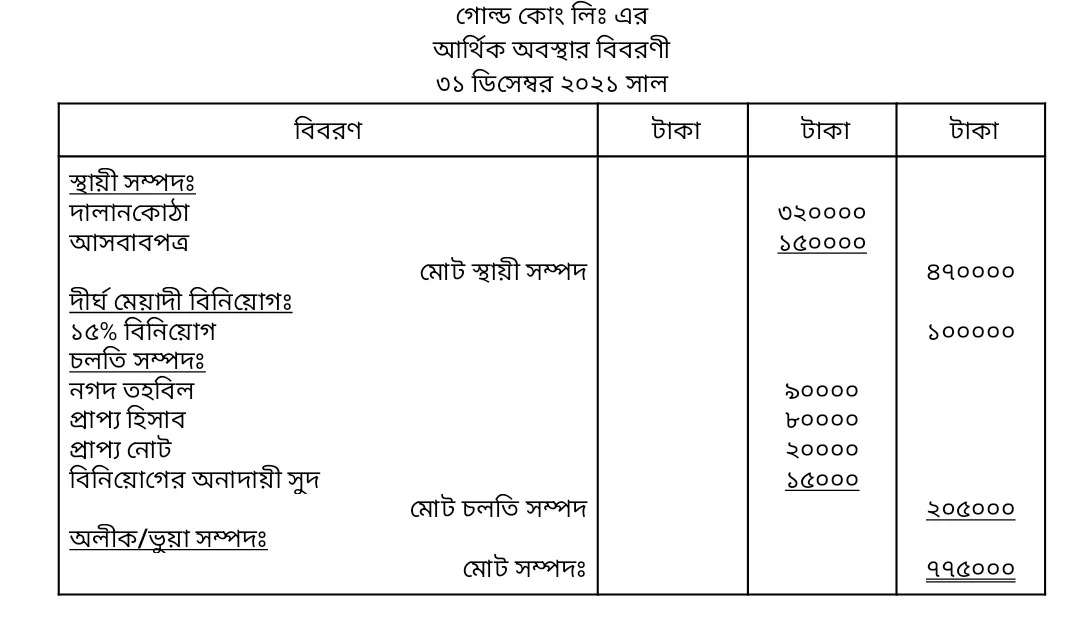 গোল্ড কোং লিঃ এর
আর্থিক অবস্থার বিবরণী
৩১ ডিসেম্বর ২০২১ সাল
বিবরণ টাকা টাকা টাকা
স্থায়ী সম্পদঃ
দালানকোঠা ৩২০০০০
আসবাবপত্র ১৫০০০০
মোট স্থায়ী সম্পদ ৪৭০০০০
দীর্ঘ মেয়াদী বিনিয়োগঃ
১৫% বিনিয়োগ ১০০০০০
চলতি সম্পদঃ
নগদ তহবিল ৯০০০০
প্রাপ্য হিসাব ৮০০০০
প্রাপ্য নোট ২০০০০
বিনিয়োগের অনাদায়ী সুদ ১৫০০০
মোট চলতি সম্পদ ২০৫০০০
অলীক/ভুয়া সম্পদঃ
মোট সম্পদঃ ৭৭৫০০০